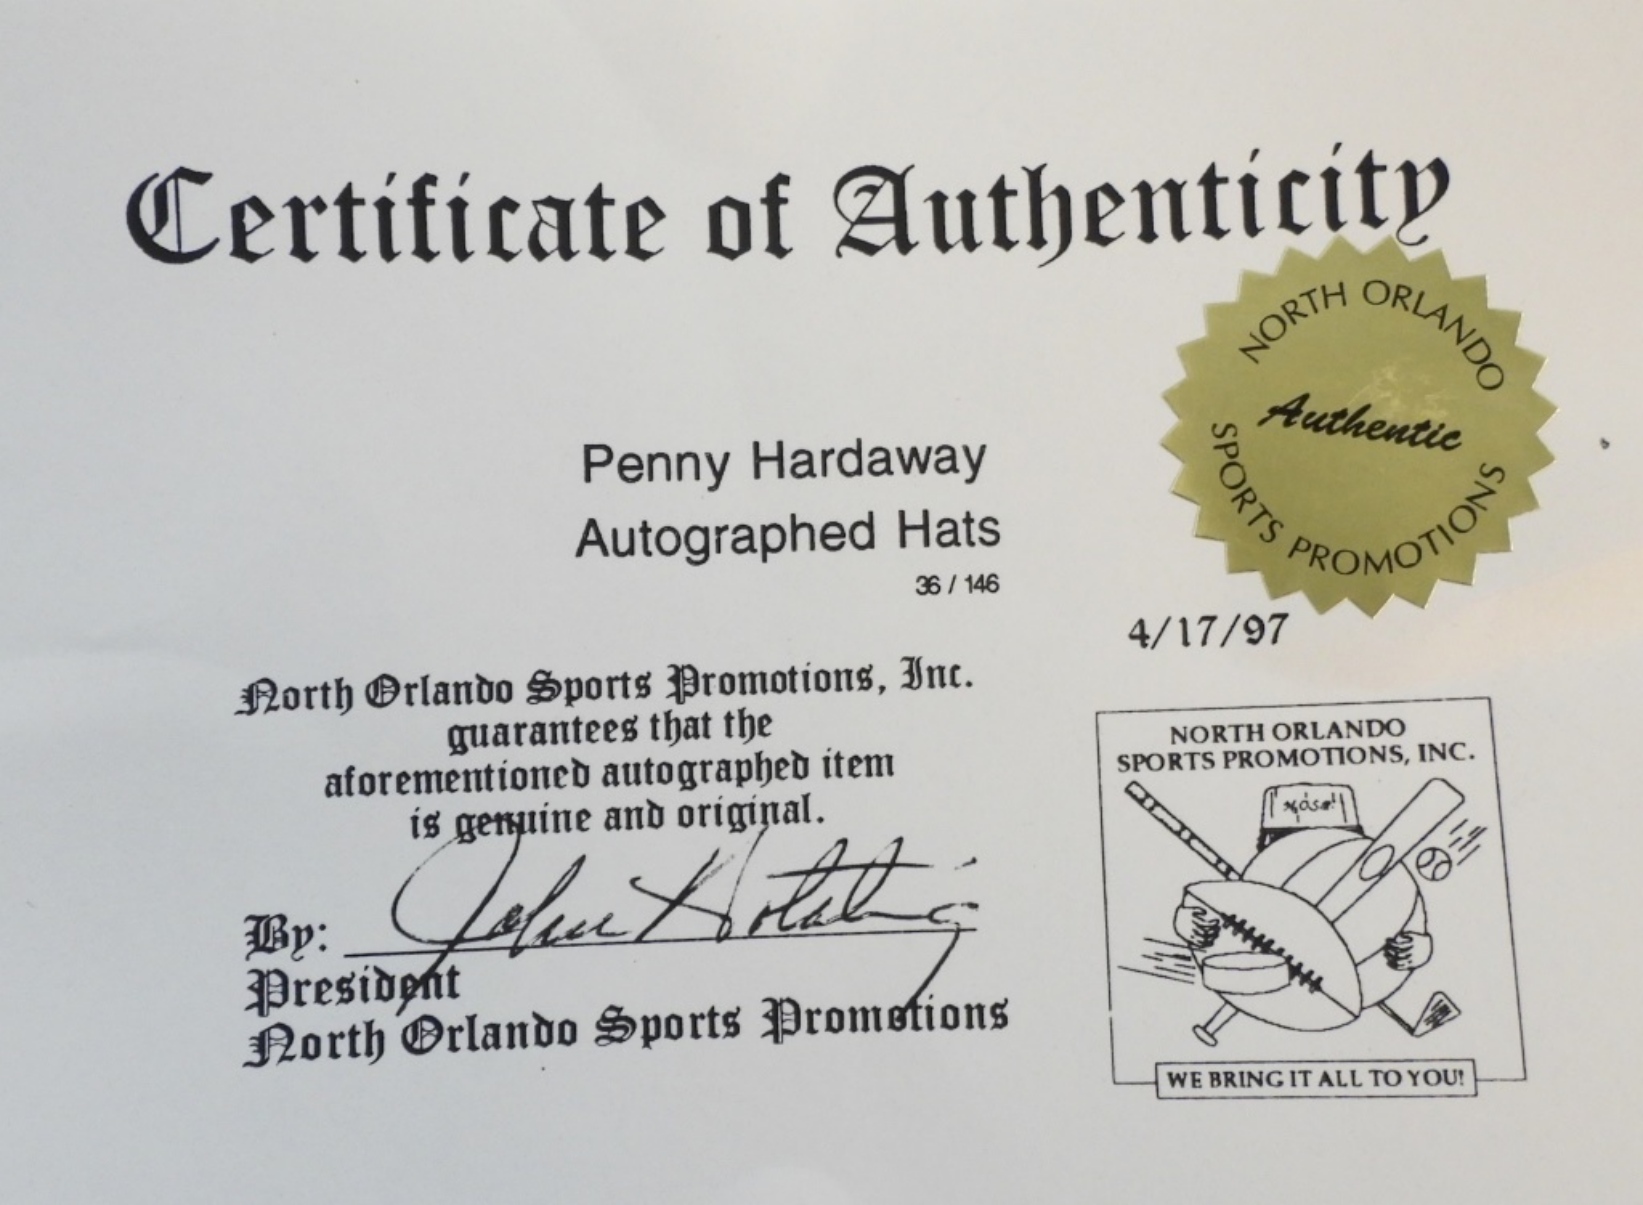 Certificate of Authenticity
NORTH ORLANDO
Authentic
SPORTS PROMOTIONS
Penny Hardaway
Autographed Hats
36 / 146
4/17/97
North Orlando Sports Promotions, Inc.
guarantees that the
aforementioned autographed item
is genuine and original.
By:
President
North Orlando Sports Promotions
NORTH ORLANDO
SPORTS PROMOTIONS, INC.
WE BRING IT ALL TO YOU!